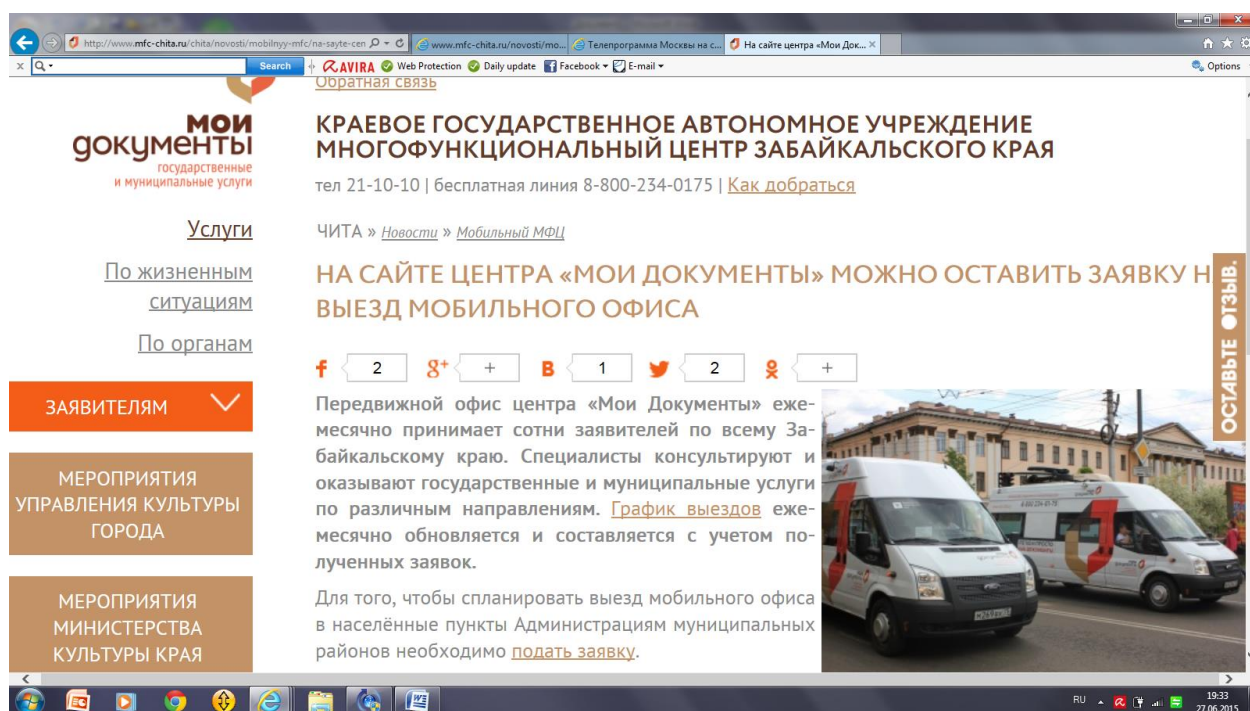 http://www.mfc-chita.ru/chita/novosti/mobilnyy-mfc/na-sayte-cen
www.mfc-chita.ru/novosti/mo...
Телепрограмма Москвы на с...
На сайте центра «Мои Док...
Search
AVIRA
Web Protection
Daily update
Facebook
E-mail
Options
Обратная связь
мои
документы
государственные
и муниципальные услуги
КРАЕВОЕ ГОСУДАРСТВЕННОЕ АВТОНОМНОЕ УЧРЕЖДЕНИЕ
МНОГОФУНКЦИОНАЛЬНЫЙ ЦЕНТР ЗАБАЙКАЛЬСКОГО КРАЯ
тел 21-10-10 | бесплатная линия 8-800-234-0175 | Как добраться
Услуги
По жизненным
ситуациям
По органам
ЗАЯВИТЕЛЯМ
МЕРОПРИЯТИЯ
УПРАВЛЕНИЯ КУЛЬТУРЫ
ГОРОДА
МЕРОПРИЯТИЯ
МИНИСТЕРСТВА
КУЛЬТУРЫ КРАЯ
ЧИТА » Новости » Мобильный МФЦ
НА САЙТЕ ЦЕНТРА «МОИ ДОКУМЕНТЫ» МОЖНО ОСТАВИТЬ ЗАЯВКУ Н
ВЫЕЗД МОБИЛЬНОГО ОФИСА
2
+
1
2
+
Передвижной офис центра «Мои Документы» еже-
месячно принимает сотни заявителей по всему За-
байкальскому краю. Специалисты консультируют и
оказывают государственные и муниципальные услуги
по различным направлениям. График выездов еже-
месячно обновляется и составляется с учетом по-
лученных заявок.
Для того, чтобы спланировать выезд мобильного офиса
в населённые пункты Администрациям муниципальных
районов необходимо подать заявку.
ОСТАВЬТЕ ОТЗЫВ.
RU
19:33
27.06.2015